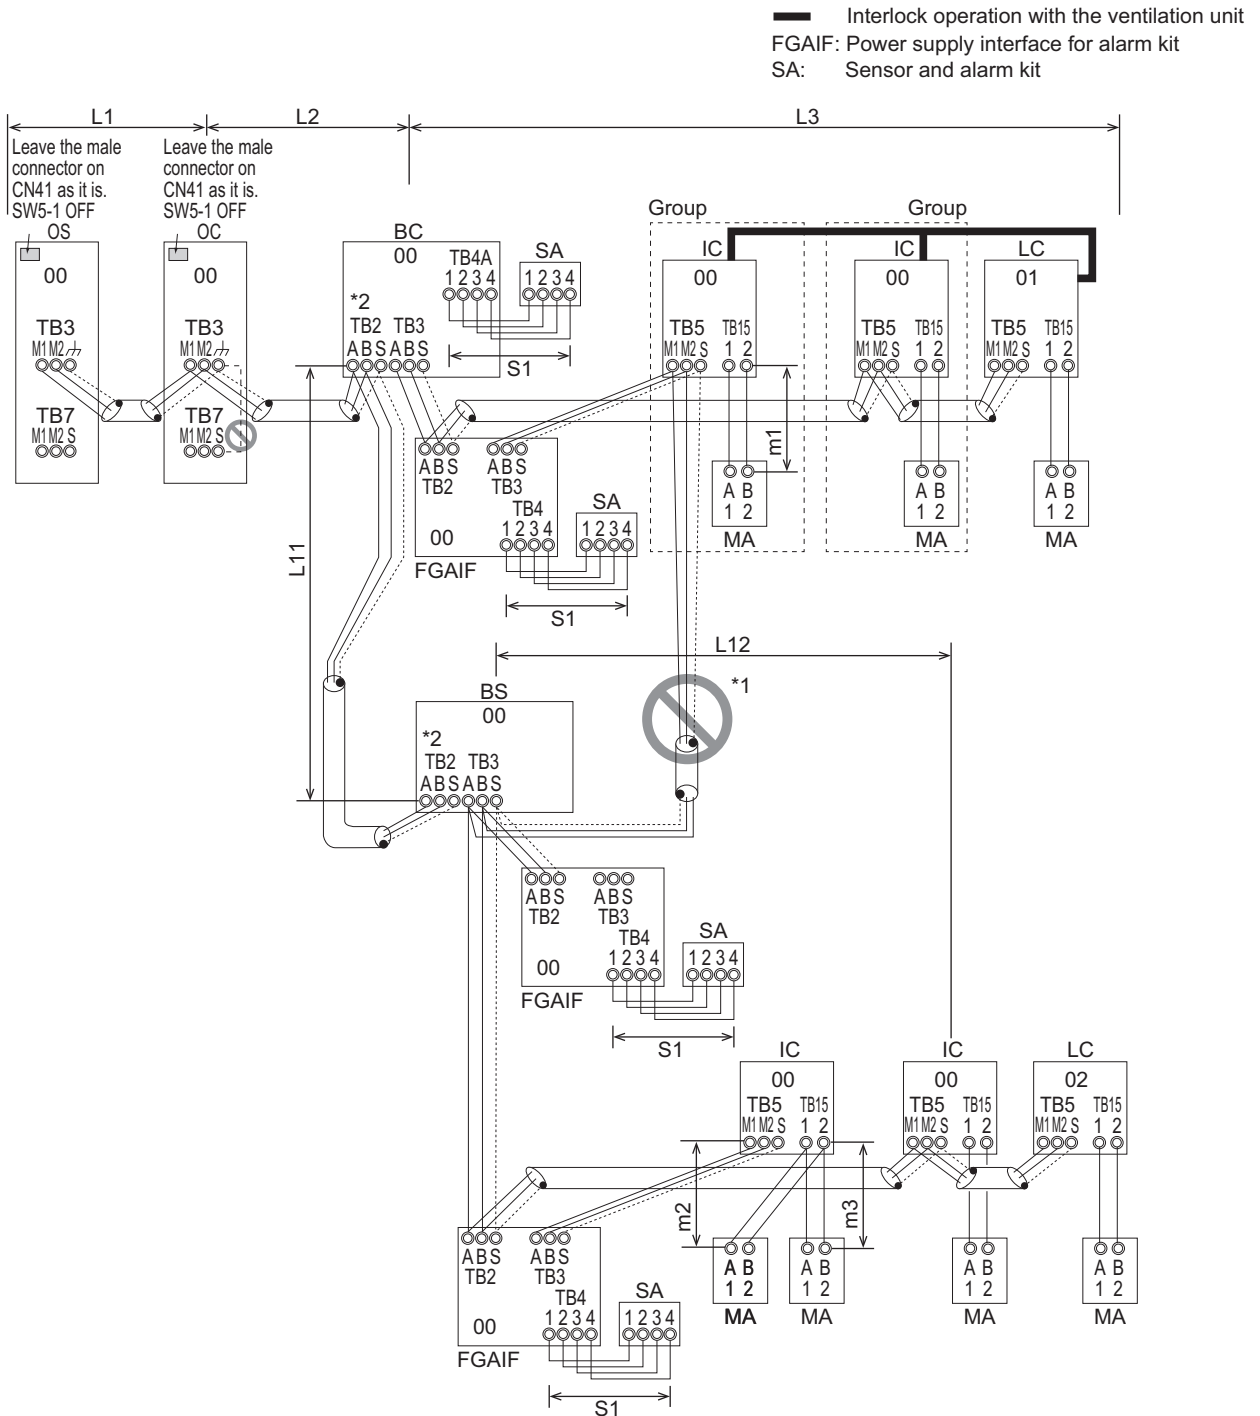 Interlock operation with the ventilation unit
FGAIF: Power supply interface for alarm kit
SA: Sensor and alarm kit
L1 L2 L3
Leave the male
connector on
CN41 as it is.
SW5-1 OFF
OS
00
TB3
M1 M2
TB7
M1 M2 S
Leave the male
connector on
CN41 as it is.
SW5-1 OFF
OC
00
TB3
M1 M2
TB7
M1 M2 S
BC
00
TB4A
1 2 3 4
*2
TB2 TB3
A B S A B S
SA
1 2 3 4
S1
Group
IC
00
TB5 TB15
M1 M2 S 1 2
m1
A B
1 2
MA
Group
IC
00
TB5 TB15
M1 M2 S 1 2
A B
1 2
MA
LC
01
TB5 TB15
M1 M2 S 1 2
A B
1 2
MA
A B S A B S
TB2 TB3
TB4
00 1 2 3 4
FGAIF
SA
1 2 3 4
S1
L11
L12
*1
BS
00
*2
TB2 TB3
A B S A B S
A B S A B S
TB2 TB3
TB4
00 1 2 3 4
FGAIF
SA
1 2 3 4
S1
IC
00
TB5 TB15
M1 M2 S 1 2
IC
00
TB5 TB15
M1 M2 S 1 2
LC
02
TB5 TB15
M1 M2 S 1 2
m2
m3
A B
1 2
MA
A B
1 2
MA
A B
1 2
MA
A B
1 2
MA
A B S A B S
TB2 TB3
TB4
00 1 2 3 4
FGAIF
SA
1 2 3 4
S1